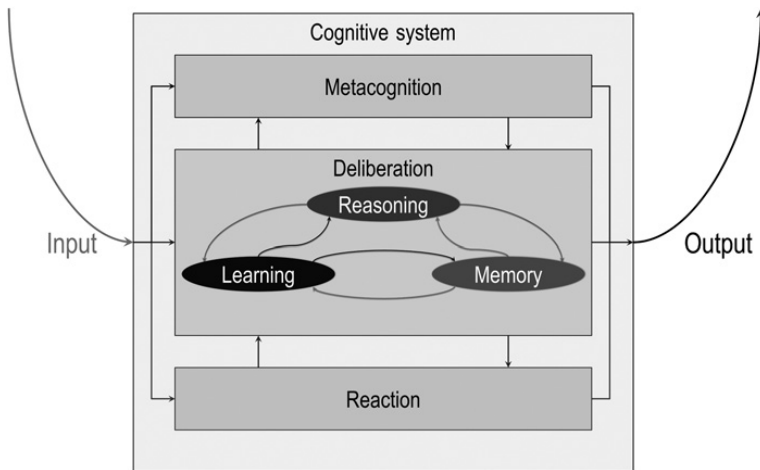 Cognitive system
Metacognition
Deliberation
Reasoning
Input
Output
Learning
Memory
Reaction